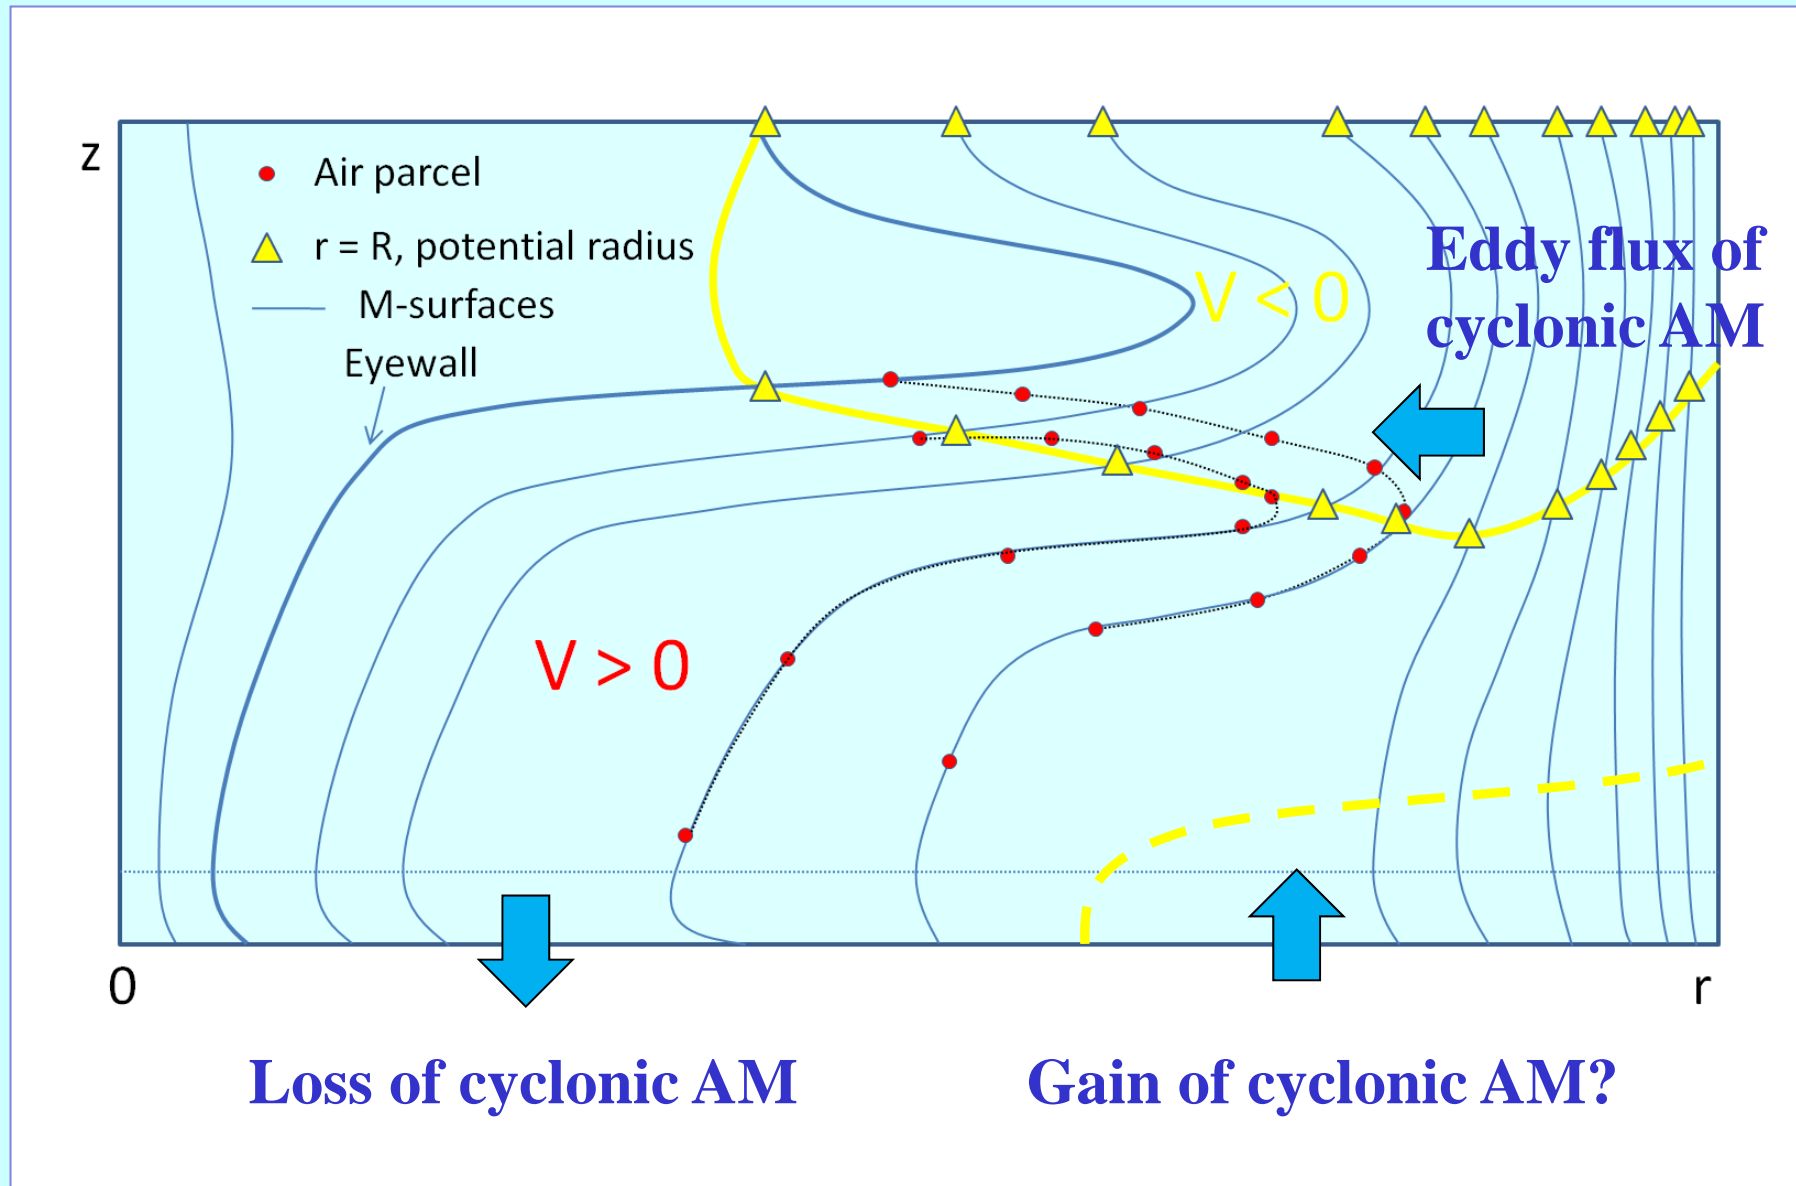 z
Air parcel
r = R, potential radius
M-surfaces
Eyewall
V < 0
Eddy flux of
cyclonic AM
V > 0
0
r
Loss of cyclonic AM
Gain of cyclonic AM?